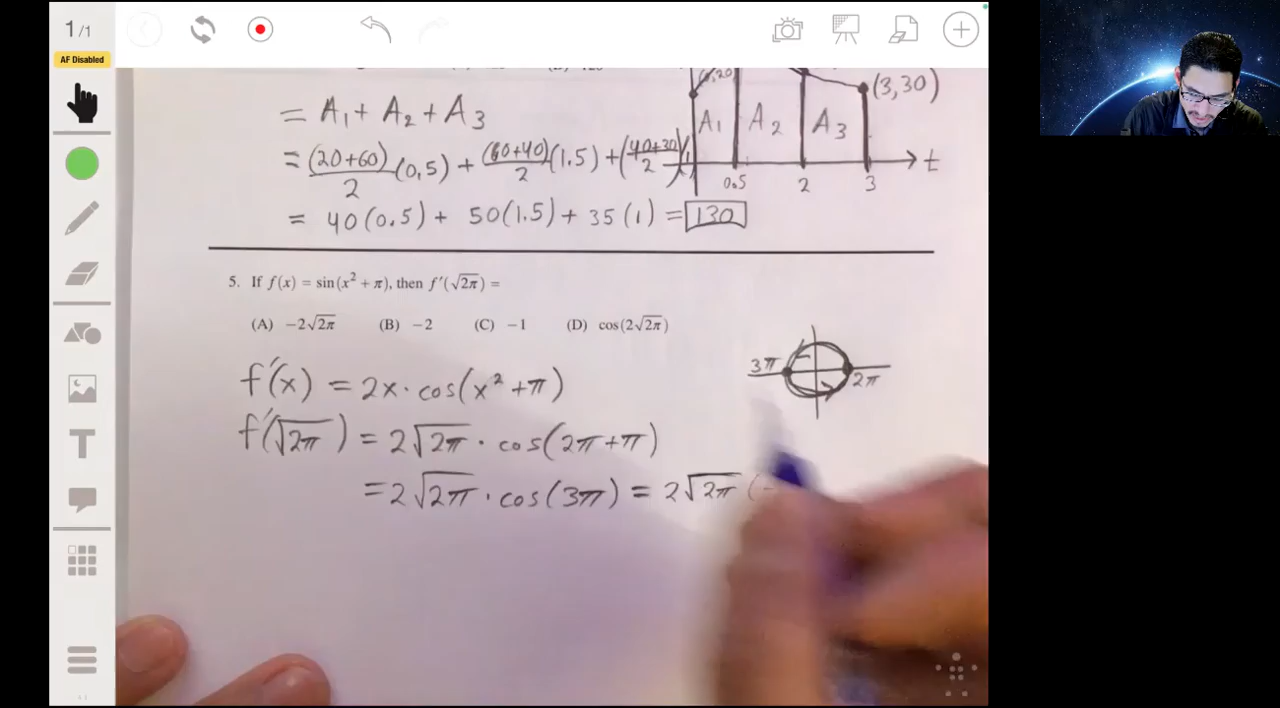 1/1
AF Disabled
(3,30)
= A₁ + A₂ + A₃
A₁ A₂ A₃
= (20+60)/2 (0.5) + (60+40)/2 (1.5) + (40+30)/2
t
0.5 2 3
= 40(0.5) + 50(1.5) + 35(1) = 130
5. If f(x) = sin(x² + π), then f′(√2π) =
(A) −2√2π (B) −2 (C) −1 (D) cos(2√2π)
3π 2π
f′(x) = 2x · cos(x² + π)
f′(√2π) = 2√2π · cos(2π+π)
= 2√2π · cos(3π) = 2√2π (
T